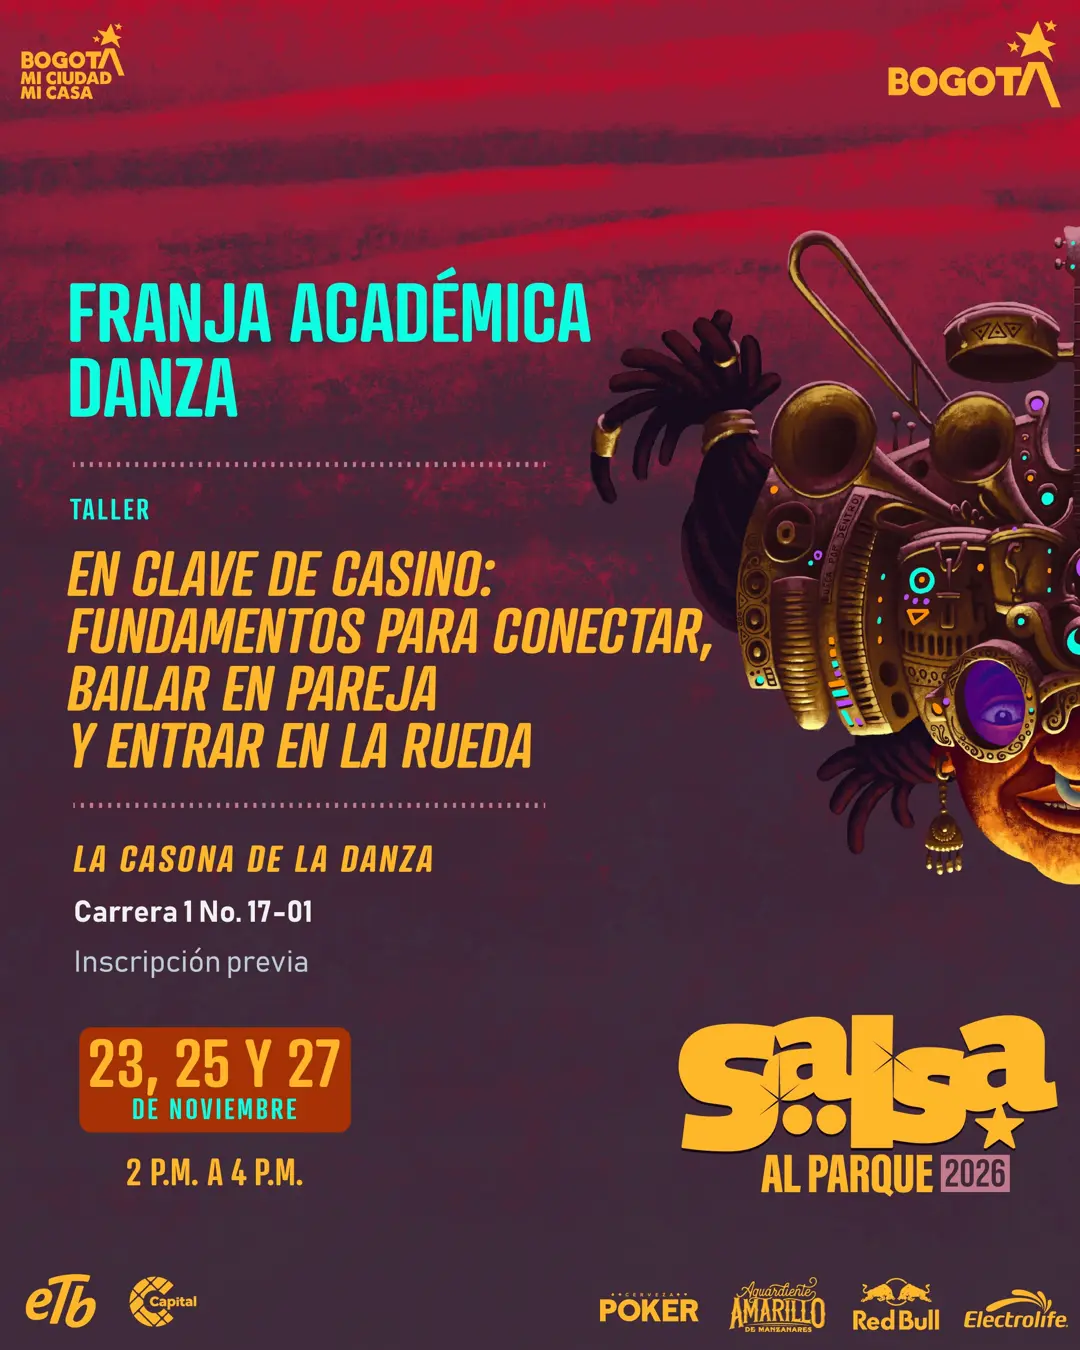 BOGOTÁ
MI CIUDAD
MI CASA
BOGOTÁ
FRANJA ACADÉMICA
DANZA
TALLER
EN CLAVE DE CASINO:
FUNDAMENTOS PARA CONECTAR,
BAILAR EN PAREJA
Y ENTRAR EN LA RUEDA
LA CASONA DE LA DANZA
Carrera 1 No. 17-01
Inscripción previa
23, 25 Y 27
DE NOVIEMBRE
2 P.M. A 4 P.M.
Salsa
AL PARQUE 2026
eTb
Capital
CERVEZA
POKER
Aguardiente
AMARILLO
DE MANZANARES
Red Bull
Electrolife